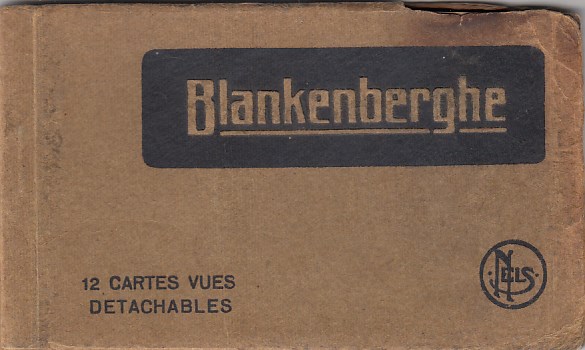 Blankenberghe
12 CARTES VUES
DETACHABLES
NELS